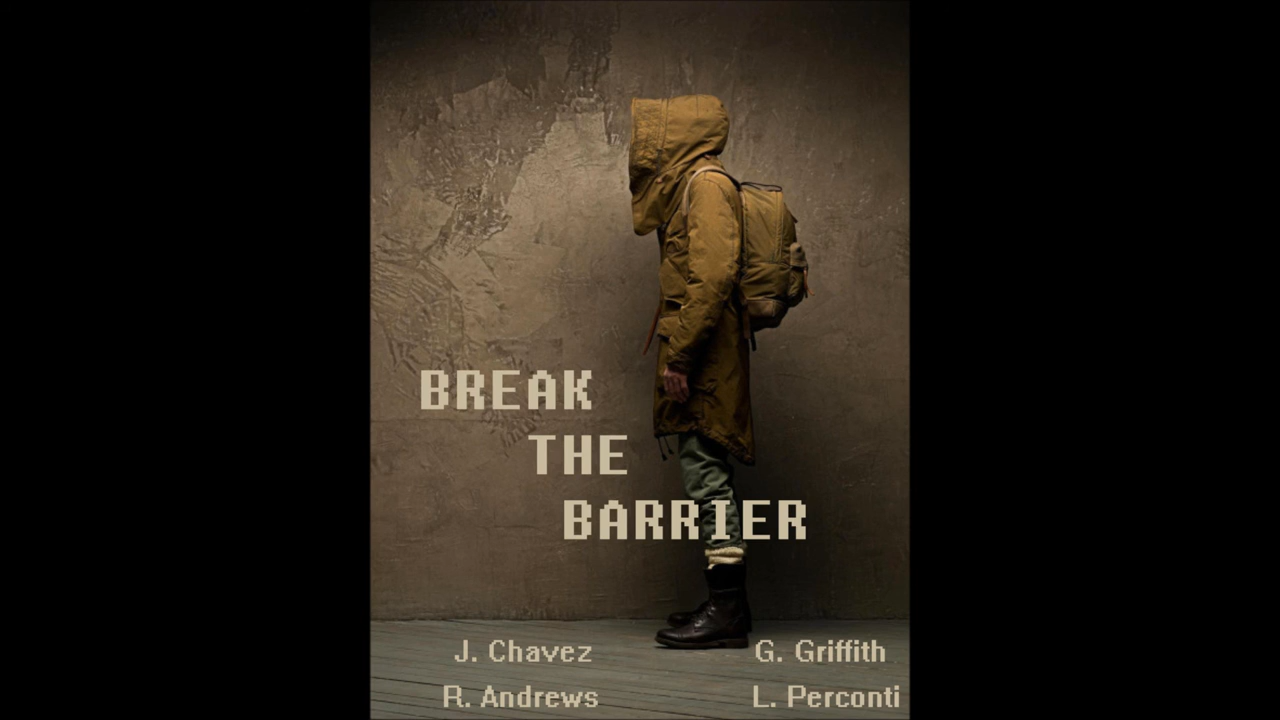 BREAK
THE
BARRIER
J. Chavez
G. Griffith
R. Andrews
L. Perconti